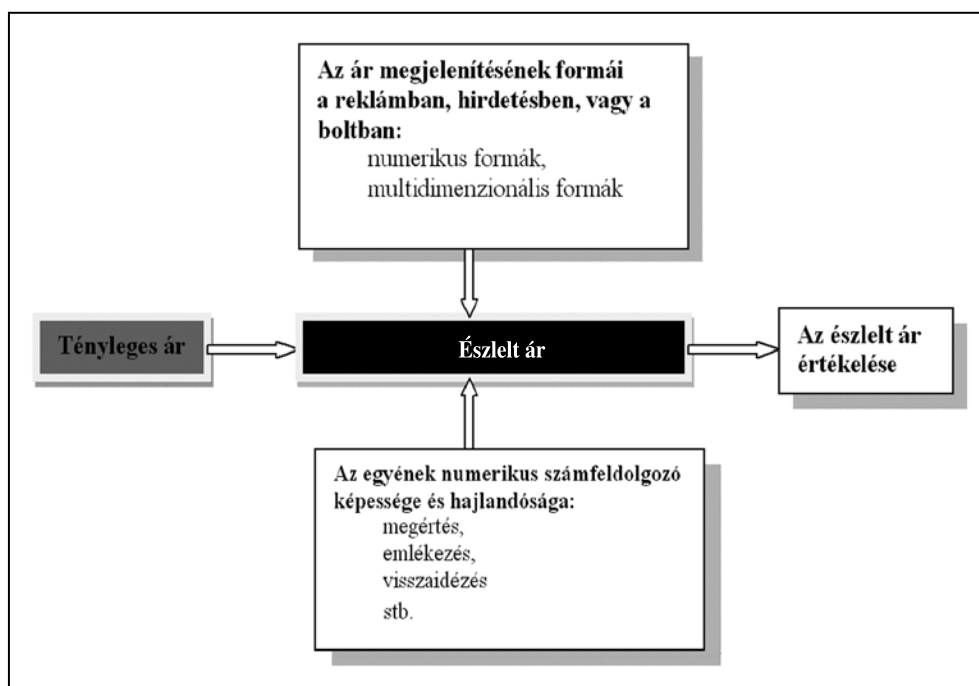 Az ár megjelenítésének formái
a reklámban, hirdetésben, vagy a
boltban:
numerikus formák,
multidimenzionális formák
Tényleges ár
Észlelt ár
Az észlelt ár
értékelése
Az egyének numerikus számfeldolgozó
képessége és hajlandósága:
megértés,
emlékezés,
visszaidézés
stb.